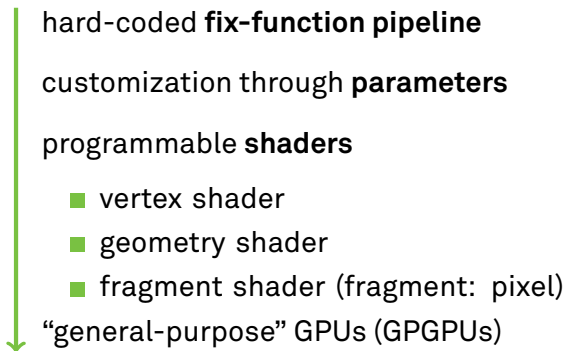 hard-coded fix-function pipeline
customization through parameters
programmable shaders
vertex shader
geometry shader
fragment shader (fragment: pixel)
“general-purpose” GPUs (GPGPUs)